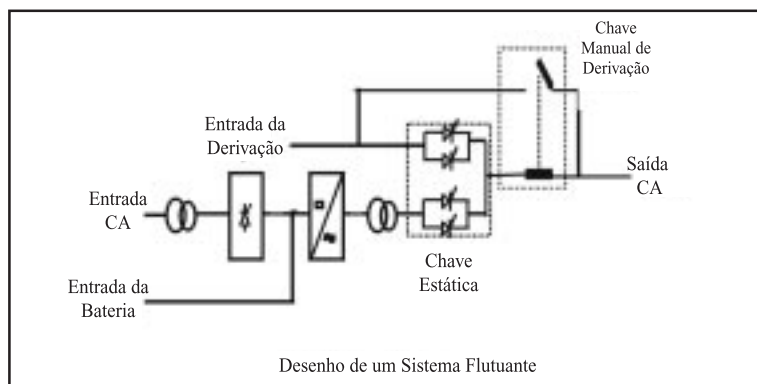 Chave
Manual de
Derivação
Entrada da
Derivação
Saída
CA
Entrada
CA
Chave
Estática
Entrada da
Bateria
Desenho de um Sistema Flutuante